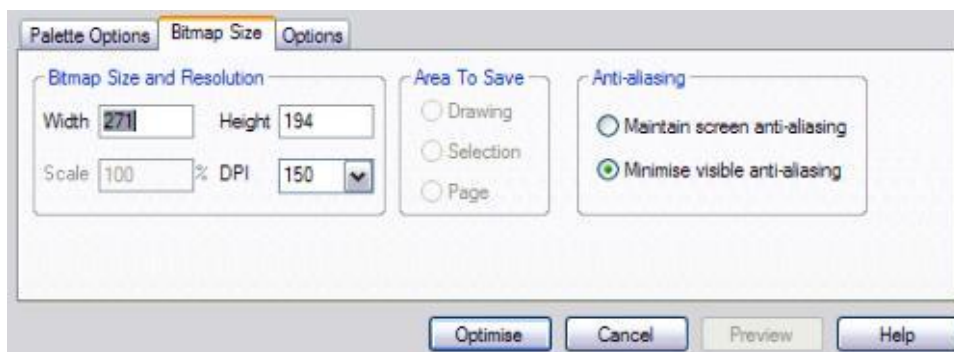 Palette Options Bitmap Size Options
Bitmap Size and Resolution Area To Save Anti-aliasing
Width 271 Height 194 Drawing Maintain screen anti-aliasing
Scale 100 % DPI 150 Selection Minimise visible anti-aliasing
Page
Optimise Cancel Preview Help